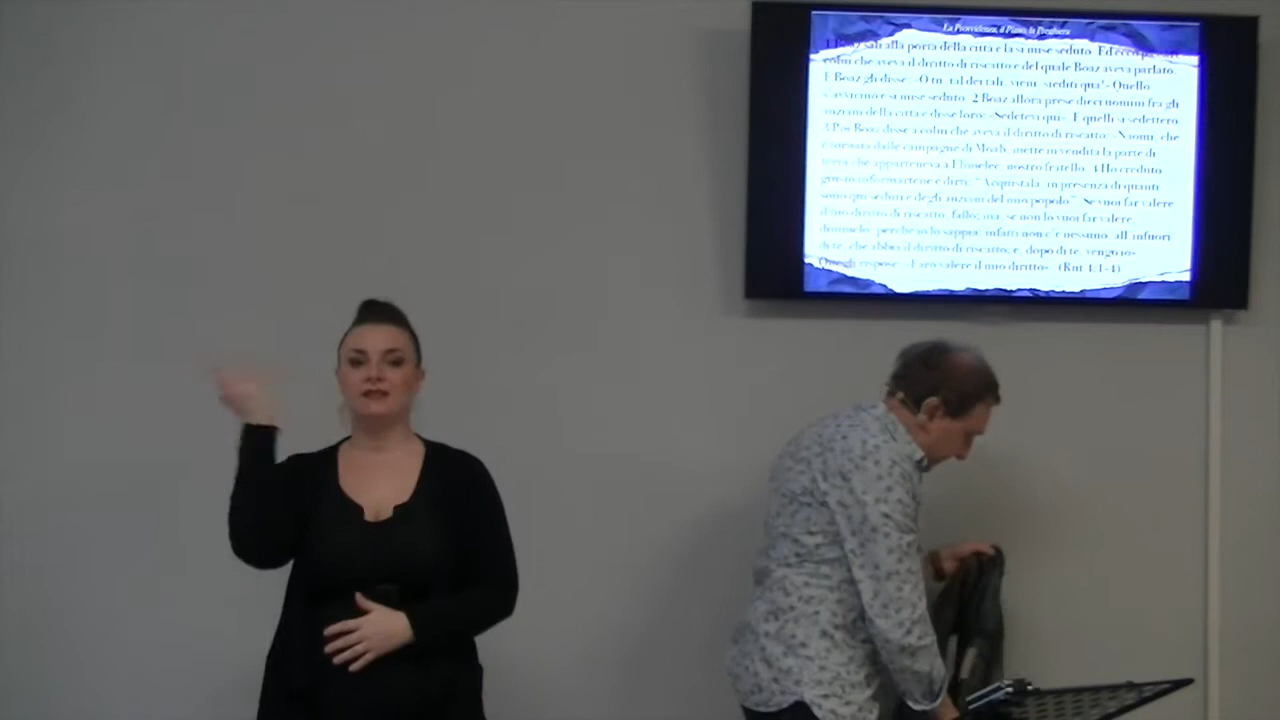 La Provvidenza, il Piano, la Preghiera
1 Boaz salì alla porta della città e là si mise seduto. Ed ecco passare
colui che aveva il diritto di riscatto e del quale Boaz aveva parlato.
E Boaz gli disse: «O tu, tal dei tali, vieni, siediti qua!» Quello
s'avvicinò e si mise seduto. 2 Boaz allora prese dieci uomini fra gli
anziani della città e disse loro: «Sedetevi qui». E quelli si sedettero.
3 Poi Boaz disse a colui che aveva il diritto di riscatto: «Naomi, che
è tornata dalle campagne di Moab, mette in vendita la parte di
terra che apparteneva a Elimelec, nostro fratello. 4 Ho creduto
giusto informartene e dirti: "Acquistala, in presenza di quanti
sono qui seduti e degli anziani del mio popolo". Se vuoi far valere
il tuo diritto di riscatto, fallo; ma, se non lo vuoi far valere,
dimmelo, perché io lo sappia; infatti non c'è nessuno, all'infuori
di te, che abbia il diritto di riscatto; e, dopo di te, vengo io».
Quegli rispose: «Farò valere il mio diritto». (Rut 4:1-4)